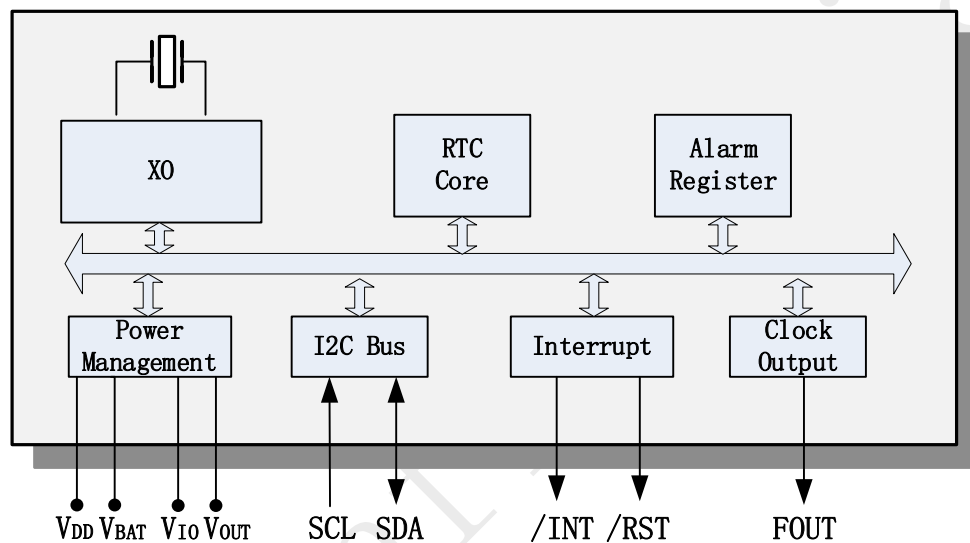 XO
RTC
Core
Alarm
Register
Power
Management
I2C Bus
Interrupt
Clock
Output
VDD VBAT VIO VOUT SCL SDA /INT /RST FOUT